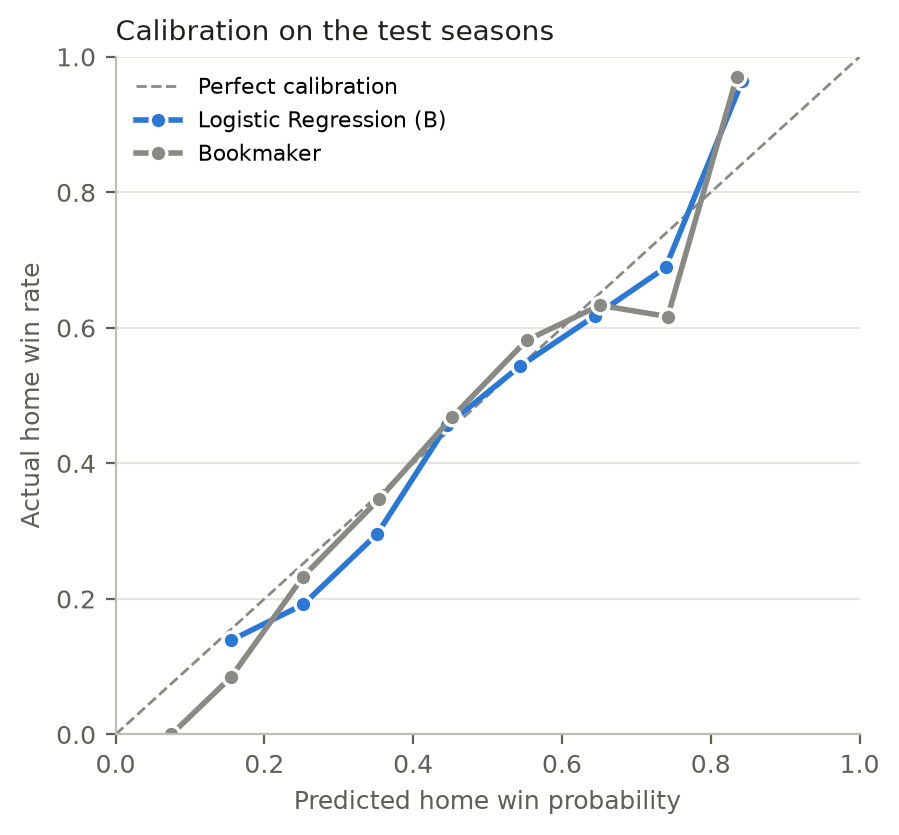 Calibration on the test seasons
Perfect calibration
Logistic Regression (B)
Bookmaker
Actual home win rate
1.0
0.8
0.6
0.4
0.2
0.0
0.0 0.2 0.4 0.6 0.8 1.0
Predicted home win probability